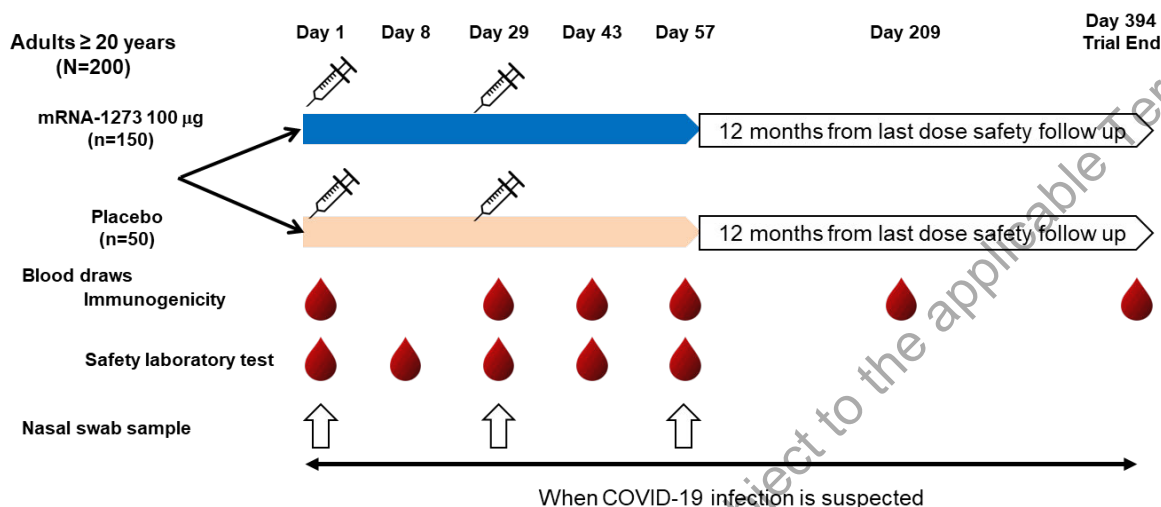 Day 1
Day 8
Day 29
Day 43
Day 57
Day 209
Day 394
Trial End
Adults ≥ 20 years
(N=200)
mRNA-1273 100 μg
(n=150)
12 months from last dose safety follow up
Placebo
(n=50)
12 months from last dose safety follow up
Blood draws
Immunogenicity
Safety laboratory test
Nasal swab sample
When COVID-19 infection is suspected
to the applicable